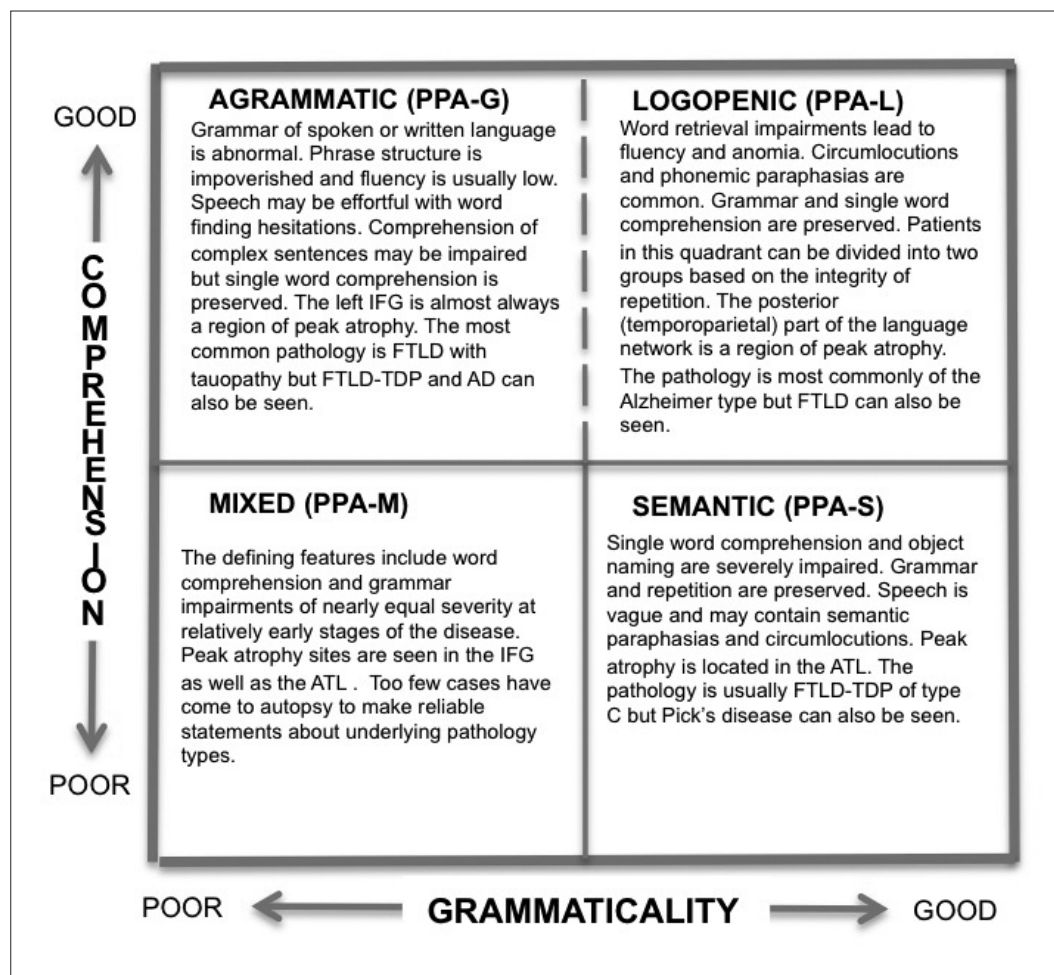 GOOD
COMPREHENSION
POOR
AGRAMMATIC (PPA-G)
Grammar of spoken or written language
is abnormal. Phrase structure is
impoverished and fluency is usually low.
Speech may be effortful with word
finding hesitations. Comprehension of
complex sentences may be impaired
but single word comprehension is
preserved. The left IFG is almost always
a region of peak atrophy. The most
common pathology is FTLD with
tauopathy but FTLD-TDP and AD can
also be seen.
LOGOPENIC (PPA-L)
Word retrieval impairments lead to
fluency and anomia. Circumlocutions
and phonemic paraphasias are
common. Grammar and single word
comprehension are preserved. Patients
in this quadrant can be divided into two
groups based on the integrity of
repetition. The posterior
(temporoparietal) part of the language
network is a region of peak atrophy.
The pathology is most commonly of the
Alzheimer type but FTLD can also be
seen.
MIXED (PPA-M)
The defining features include word
comprehension and grammar
impairments of nearly equal severity at
relatively early stages of the disease.
Peak atrophy sites are seen in the IFG
as well as the ATL . Too few cases have
come to autopsy to make reliable
statements about underlying pathology
types.
SEMANTIC (PPA-S)
Single word comprehension and object
naming are severely impaired. Grammar
and repetition are preserved. Speech is
vague and may contain semantic
paraphasias and circumlocutions. Peak
atrophy is located in the ATL. The
pathology is usually FTLD-TDP of type
C but Pick's disease can also be seen.
POOR GRAMMATICALITY GOOD